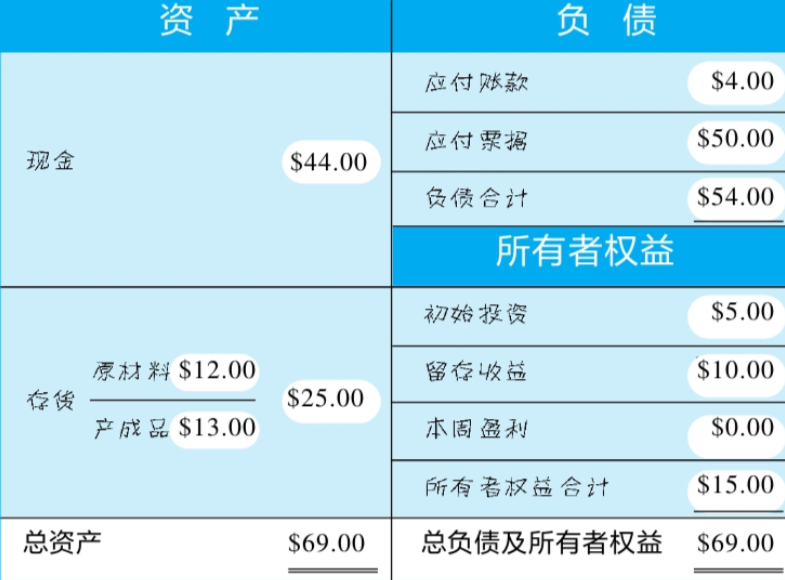 资 产
现金 $44.00
存货 原材料 $12.00 $25.00
产成品 $13.00
总资产 $69.00
负 债
应付账款 $4.00
应付票据 $50.00
负债合计 $54.00
所有者权益
初始投资 $5.00
留存收益 $10.00
本周盈利 $0.00
所有者权益合计 $15.00
总负债及所有者权益 $69.00